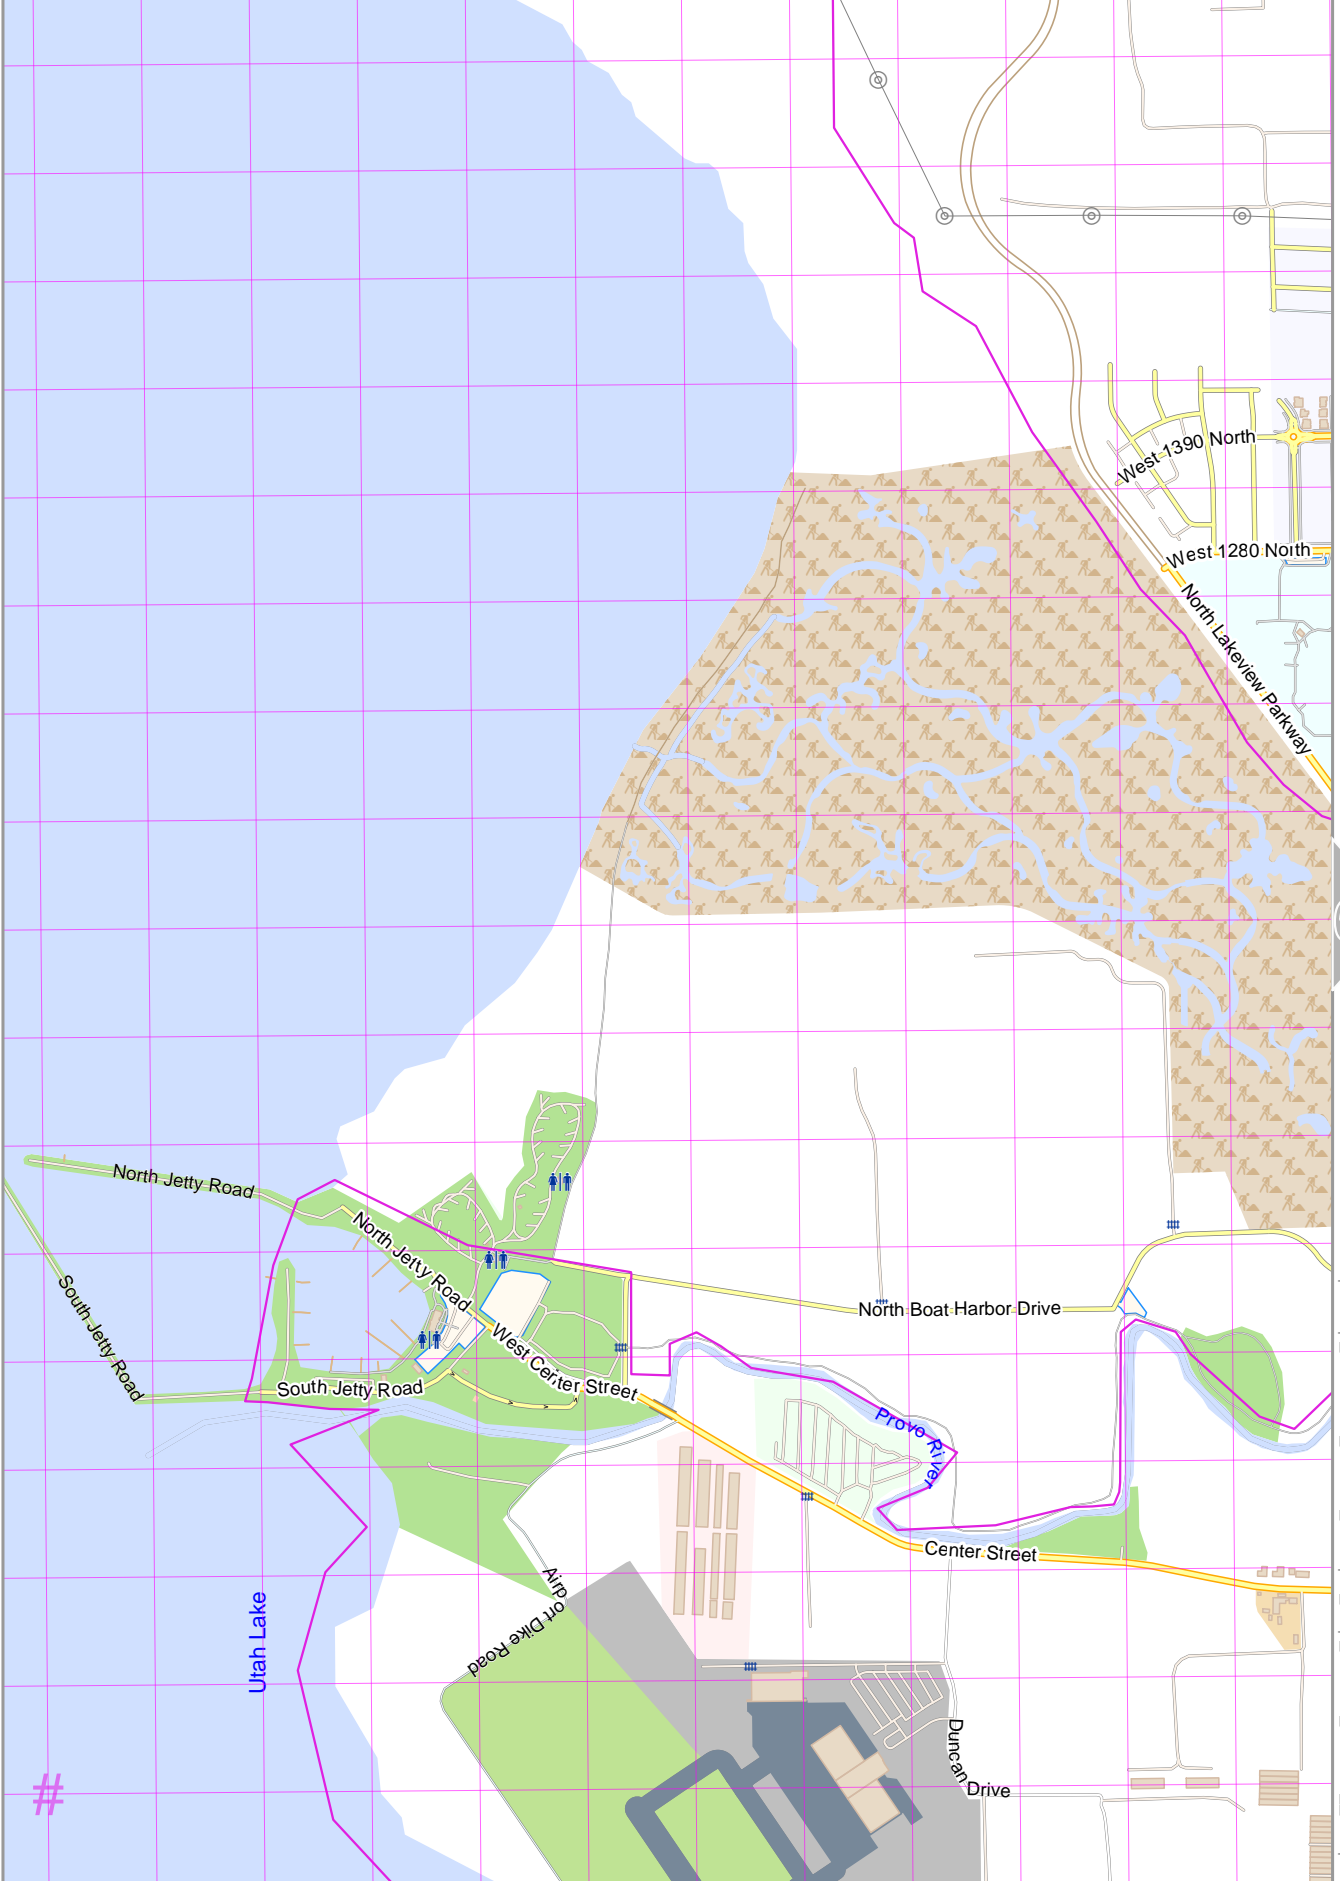 West 1390 North
West 1280 North
North Lakeview Parkway
North Jetty Road
North Jetty Road
South Jetty Road
North Boat Harbor Drive
West Center Street
South Jetty Road
Provo River
Center Street
Airport Dike Road
Utah Lake
Duncan Drive
#